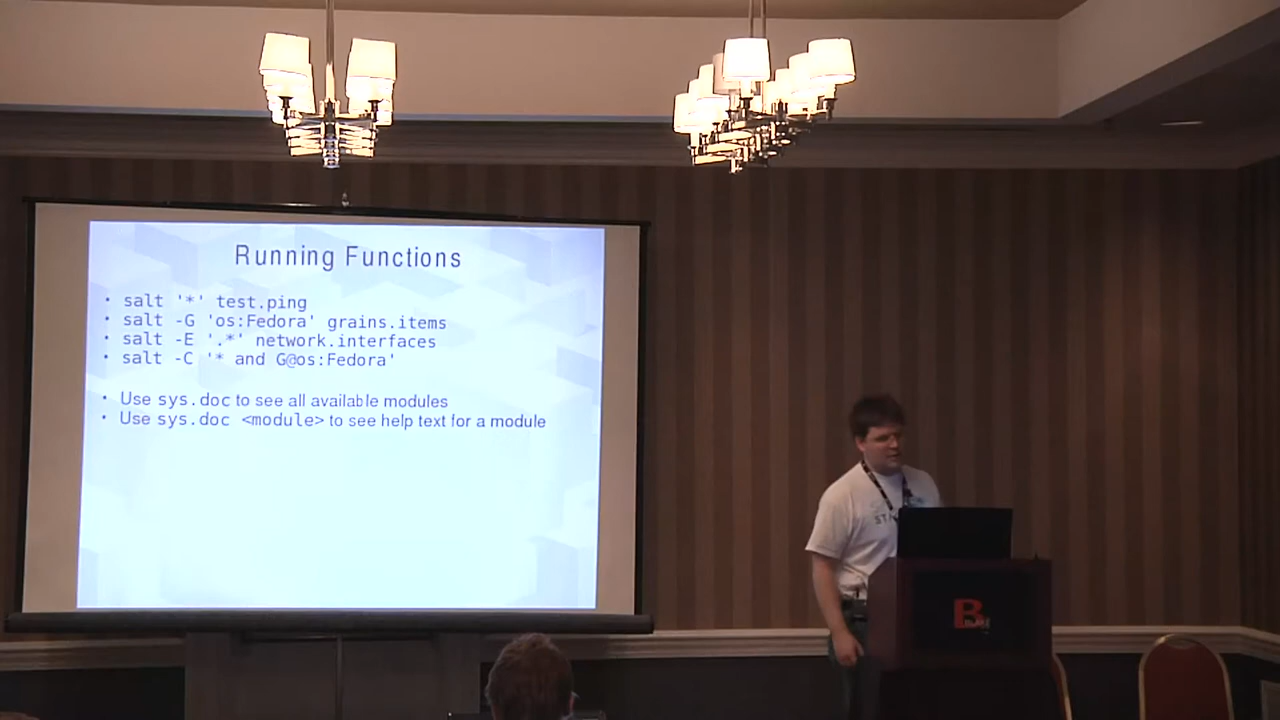 Running Functions
• salt '*' test.ping
• salt -G 'os:Fedora' grains.items
• salt -E '.*' network.interfaces
• salt -C '* and G@os:Fedora'
• Use sys.doc to see all available modules
• Use sys.doc <module> to see help text for a module
B